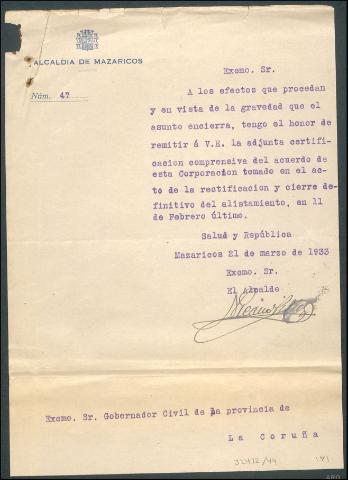 ALCALDIA DE MAZARICOS
Núm. 47
Excmo. Sr.
A los efectos que procedan
y en vista de la gravedad que el
asunto encierra, tengo el honor de
remitir á V.E. la adjunta certifi-
cacion comprensiva del acuerdo de
esta Corporacion tomado en el ac-
to de la rectificacion y cierre de-
finitivo del alistamiento, en 11
de Febrero último.
Salud y República
Mazaricos 21 de marzo de 1933
Excmo. Sr.
El alcalde
Excmo. Sr. Gobernador Civil de la provincia de
La Coruña
32412/44